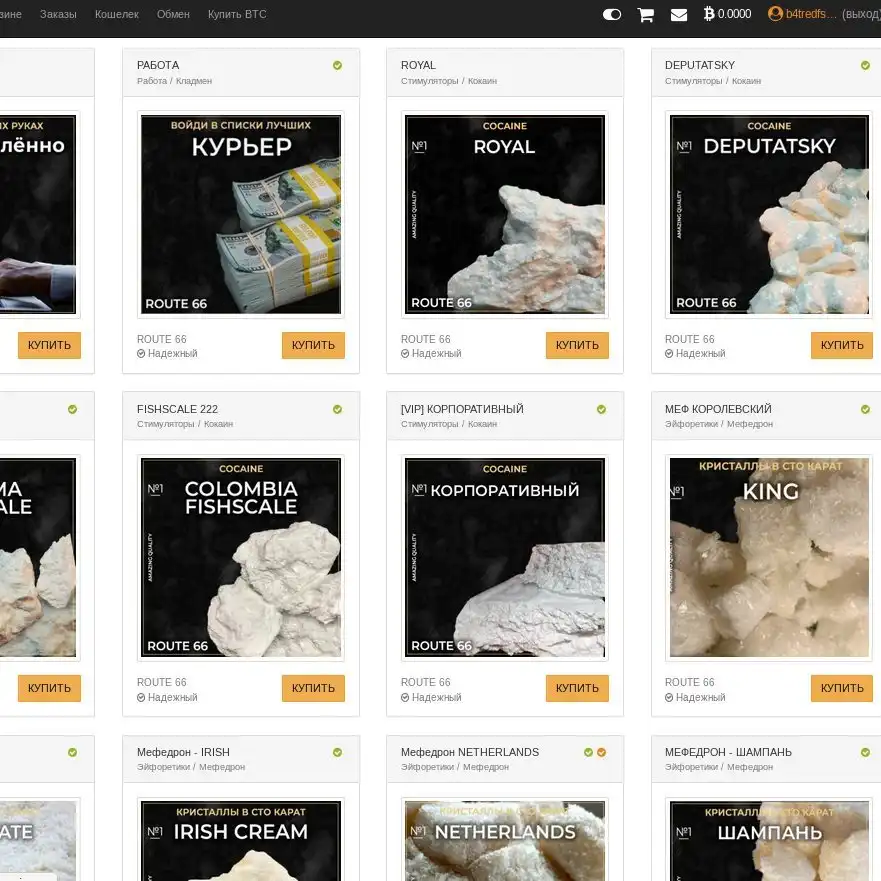 зине Заказы Кошелек Обмен Купить BTC 0.0000 b4tredfs... (выход)
РАБОТА
Работа / Кладмен
ROYAL
Стимуляторы / Кокаин
DEPUTATSKY
Стимуляторы / Кокаин
Х РУКАХ
лённо
ВОЙДИ В СПИСКИ ЛУЧШИХ
КУРЬЕР
ROUTE 66
COCAINE
№1 ROYAL
AMAZING QUALITY
ROUTE 66
COCAINE
№1 DEPUTATSKY
AMAZING QUALITY
ROUTE 66
КУПИТЬ
ROUTE 66
Надежный
КУПИТЬ
ROUTE 66
Надежный
КУПИТЬ
ROUTE 66
Надежный
КУПИТЬ
FISHSCALE 222
Стимуляторы / Кокаин
[VIP] КОРПОРАТИВНЫЙ
Стимуляторы / Кокаин
МЕФ КОРОЛЕВСКИЙ
Эйфоретики / Мефедрон
MA
ALE
COCAINE
№1 COLOMBIA
FISHSCALE
AMAZING QUALITY
ROUTE 66
COCAINE
№1 КОРПОРАТИВНЫЙ
AMAZING QUALITY
ROUTE 66
КРИСТАЛЛЫ В СТО КАРАТ
№1 KING
КУПИТЬ
ROUTE 66
Надежный
КУПИТЬ
ROUTE 66
Надежный
КУПИТЬ
ROUTE 66
Надежный
КУПИТЬ
Мефедрон - IRISH
Эйфоретики / Мефедрон
Мефедрон NETHERLANDS
Эйфоретики / Мефедрон
МЕФЕДРОН - ШАМПАНЬ
Эйфоретики / Мефедрон
ATE
КРИСТАЛЛЫ В СТО КАРАТ
№1 IRISH CREAM
КРИСТАЛЛЫ В СТО КАРАТ
№1 NETHERLANDS
КРИСТАЛЛЫ В СТО КАРАТ
№1 ШАМПАНЬ